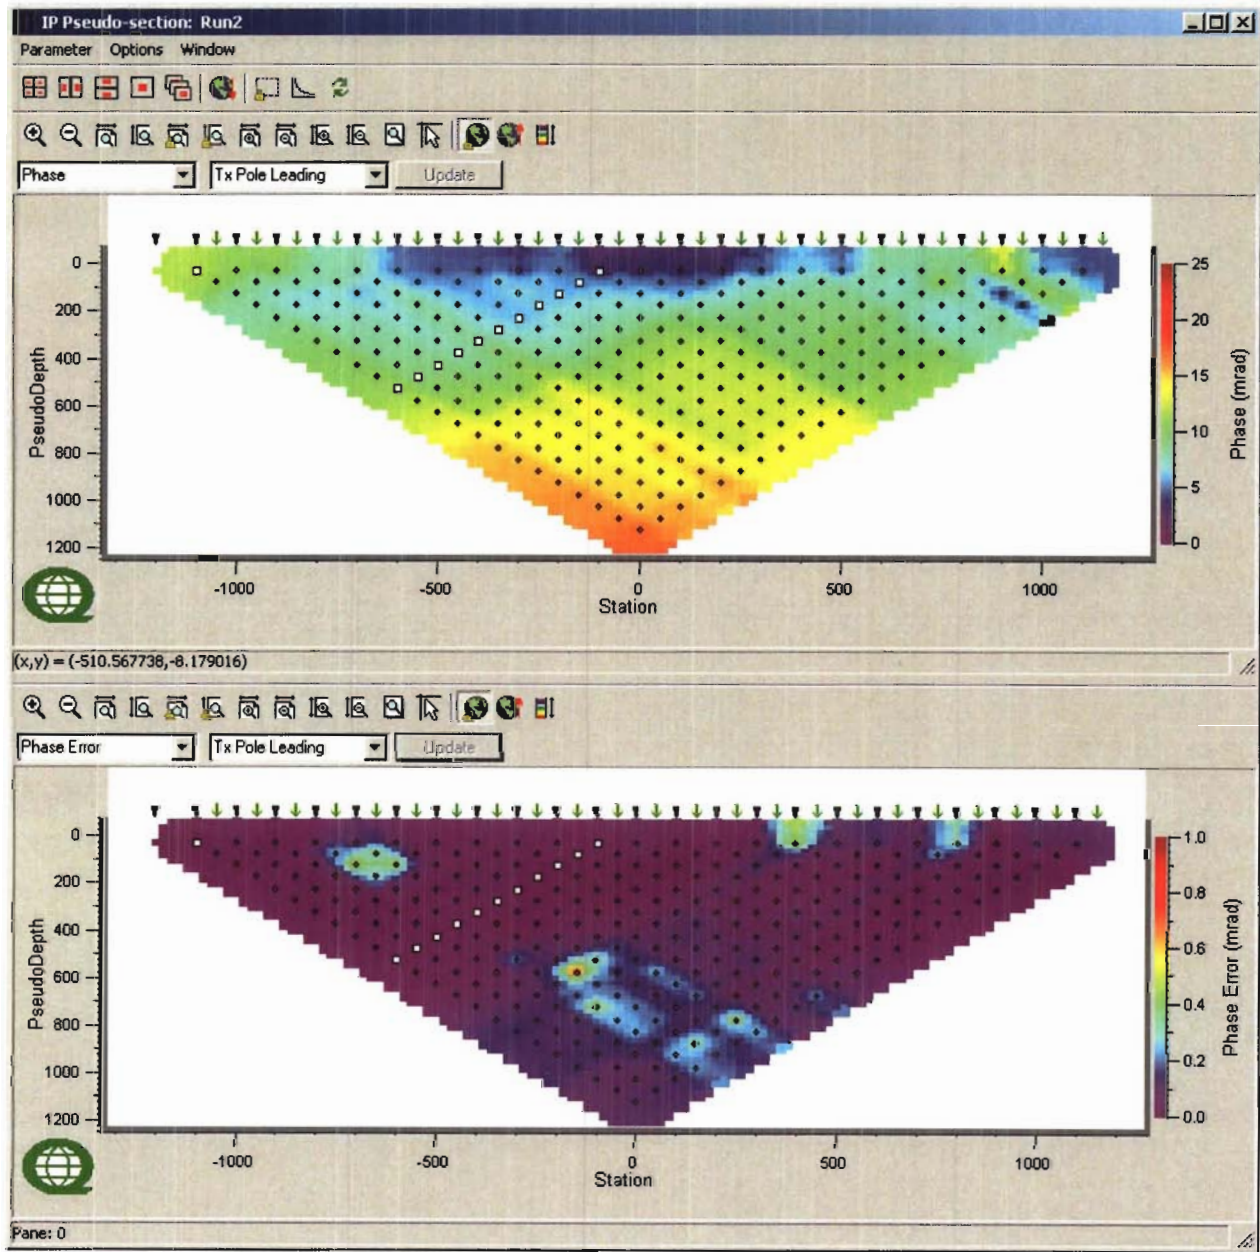 IP Pseudo-section: Run2
Parameter Options Window
Phase Tx Pole Leading Update
0
200
400
600
800
1000
1200
PseudoDepth
-1000 -500 0 500 1000
Station
25
20
15
10
5
0
Phase (mrad)
(x,y) = (-510.567738,-8.179016)
Phase Error Tx Pole Leading Update
0
200
400
600
800
1000
1200
PseudoDepth
-1000 -500 0 500 1000
Station
1.0
0.8
0.6
0.4
0.2
0.0
Phase Error (mrad)
Pane: 0